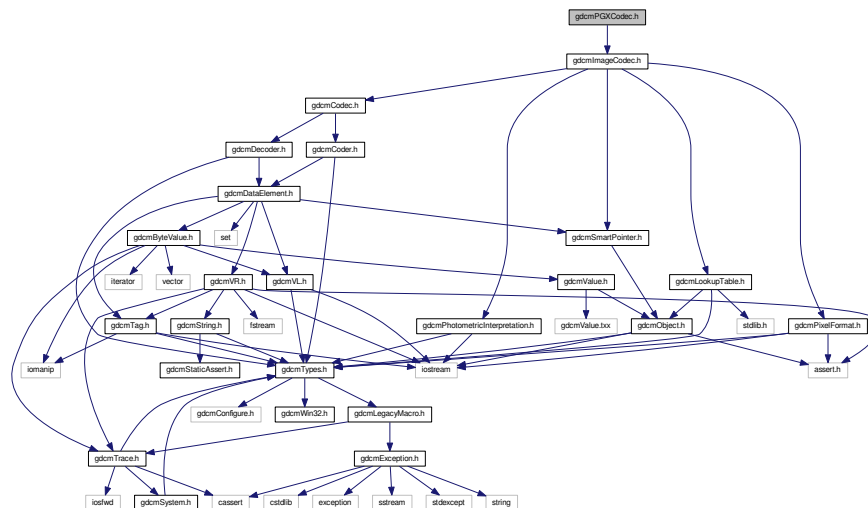 gdcmPGXCodec.h
gdcmImageCodec.h
gdcmCodec.h
gdcmDecoder.h
gdcmCoder.h
gdcmDataElement.h
gdcmByteValue.h
set
gdcmSmartPointer.h
iterator
vector
gdcmVR.h
gdcmVL.h
gdcmValue.h
gdcmLookupTable.h
gdcmTag.h
gdcmString.h
fstream
gdcmPhotometricInterpretation.h
gdcmValue.txx
gdcmObject.h
stdlib.h
gdcmPixelFormat.h
iomanip
gdcmStaticAssert.h
gdcmTypes.h
iostream
assert.h
gdcmConfigure.h
gdcmWin32.h
gdcmLegacyMacro.h
gdcmTrace.h
gdcmException.h
iosfwd
gdcmSystem.h
cassert
cstdlib
exception
sstream
stdexcept
string